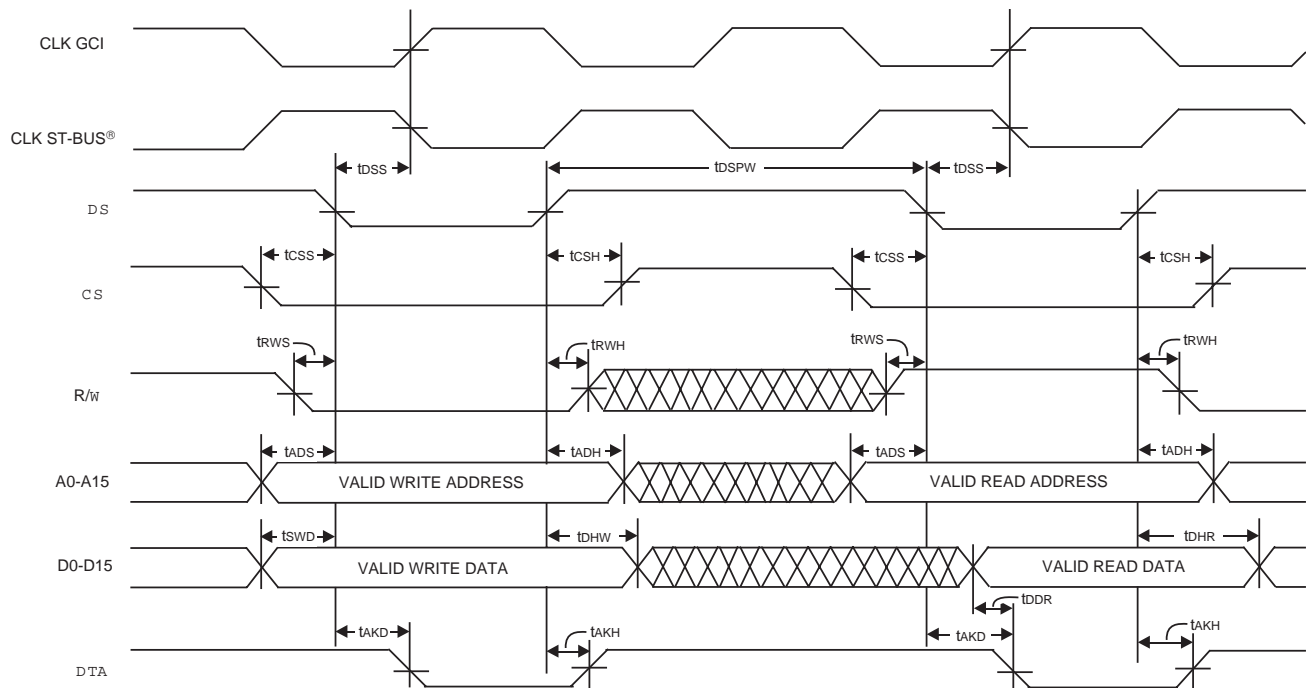 CLK GCI
CLK ST-BUS®
tDSS
tDSPW
tDSS
DS
tCSS
tCSH
tCSS
tCSH
CS
tRWS
tRWH
tRWS
tRWH
R/W
tADS
tADH
tADS
tADH
A0-A15
VALID WRITE ADDRESS
VALID READ ADDRESS
tSWD
tDHW
tDHR
D0-D15
VALID WRITE DATA
VALID READ DATA
tDDR
tAKD
tAKH
tAKD
tAKH
DTA